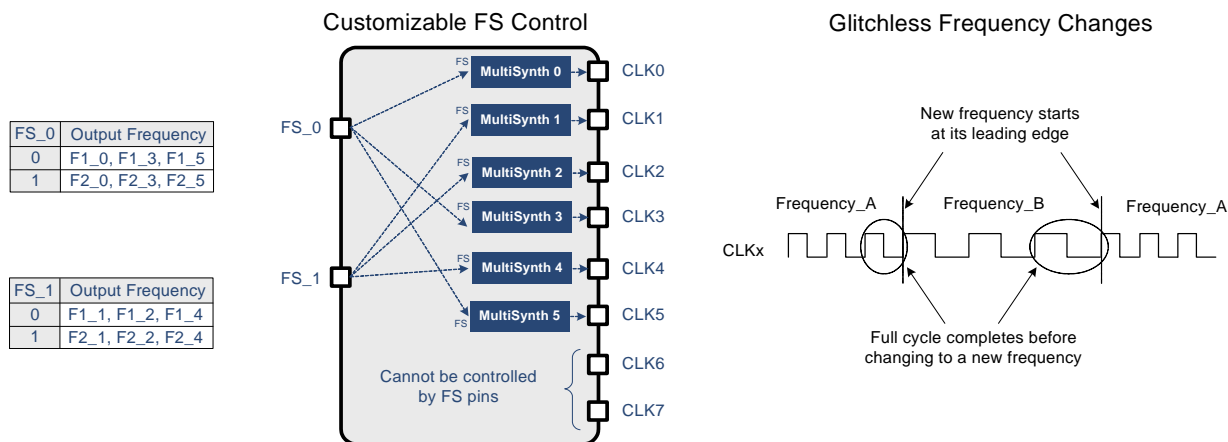 Customizable FS Control
Glitchless Frequency Changes
FS_0 Output Frequency
0 F1_0, F1_3, F1_5
1 F2_0, F2_3, F2_5
FS_1 Output Frequency
0 F1_1, F1_2, F1_4
1 F2_1, F2_2, F2_4
FS_0
FS_1
FS MultiSynth 0 CLK0
FS MultiSynth 1 CLK1
FS MultiSynth 2 CLK2
FS MultiSynth 3 CLK3
FS MultiSynth 4 CLK4
FS MultiSynth 5 CLK5
Cannot be controlled
by FS pins
CLK6
CLK7
New frequency starts
at its leading edge
Frequency_A Frequency_B Frequency_A
CLKx
Full cycle completes before
changing to a new frequency